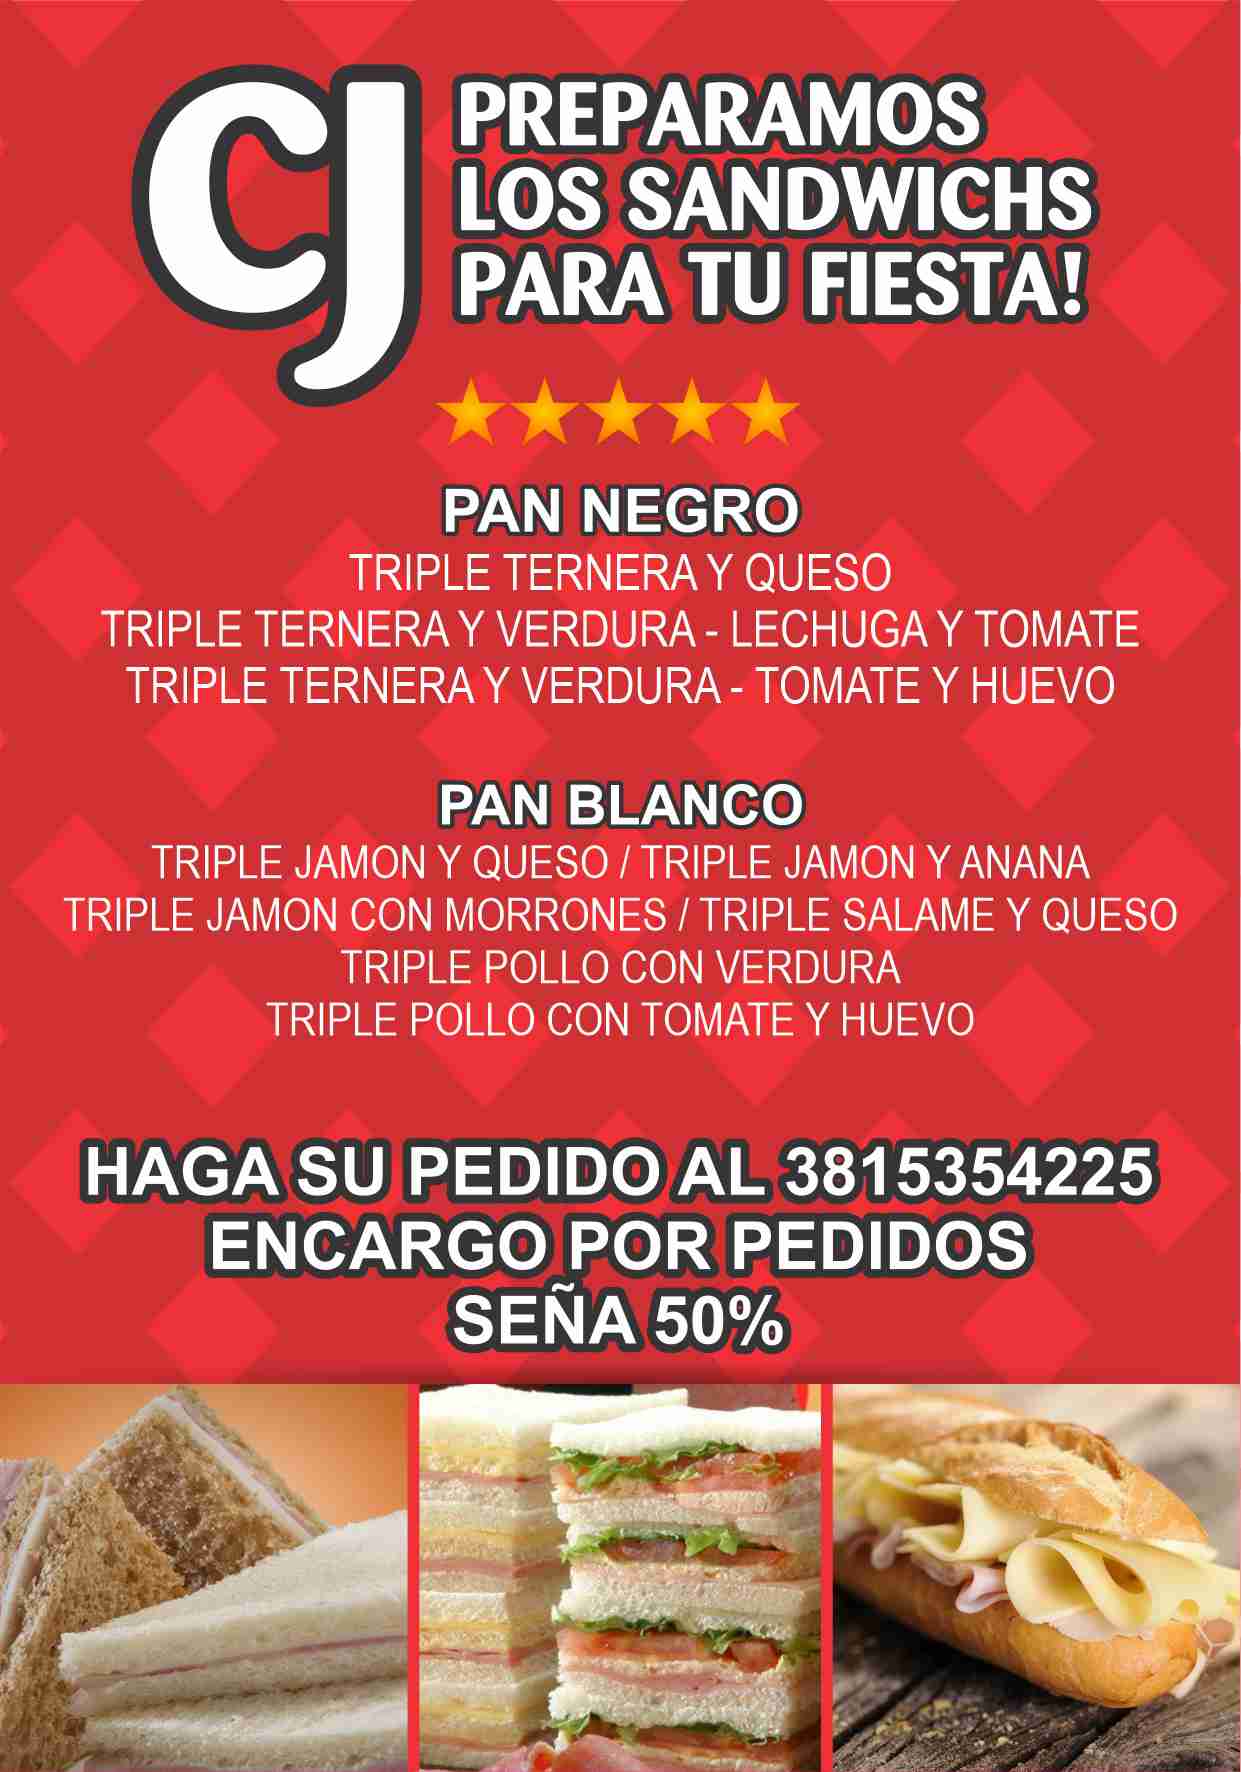 CJ
PREPARAMOS
LOS SANDWICHS
PARA TU FIESTA!
PAN NEGRO
TRIPLE TERNERA Y QUESO
TRIPLE TERNERA Y VERDURA - LECHUGA Y TOMATE
TRIPLE TERNERA Y VERDURA - TOMATE Y HUEVO
PAN BLANCO
TRIPLE JAMON Y QUESO / TRIPLE JAMON Y ANANA
TRIPLE JAMON CON MORRONES / TRIPLE SALAME Y QUESO
TRIPLE POLLO CON VERDURA
TRIPLE POLLO CON TOMATE Y HUEVO
HAGA SU PEDIDO AL 3815354225
ENCARGO POR PEDIDOS
SEÑA 50%